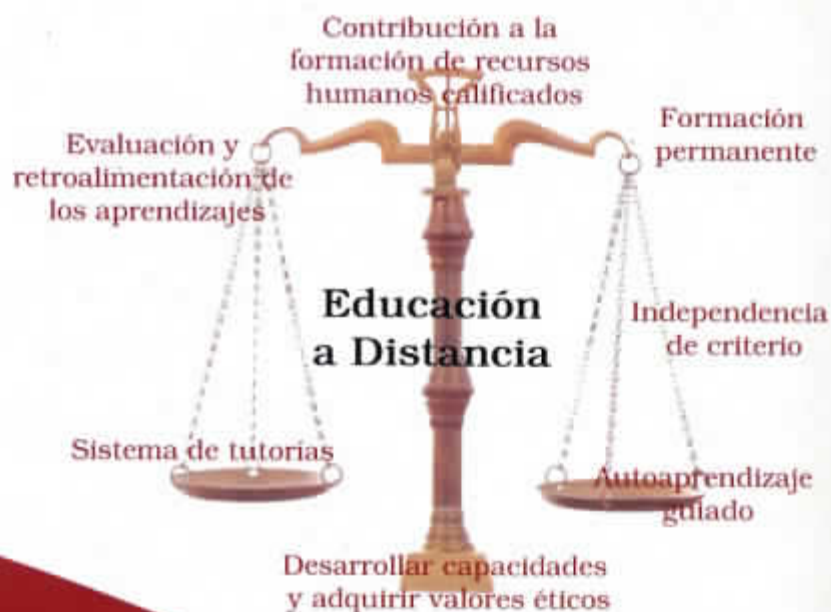 Contribución a la
formación de recursos
humanos calificados
Evaluación y
retroalimentación de
los aprendizajes
Formación
permanente
Educación
a Distancia
Independencia
de criterio
Sistema de tutorías
Autoaprendizaje
guiado
Desarrollar capacidades
y adquirir valores éticos